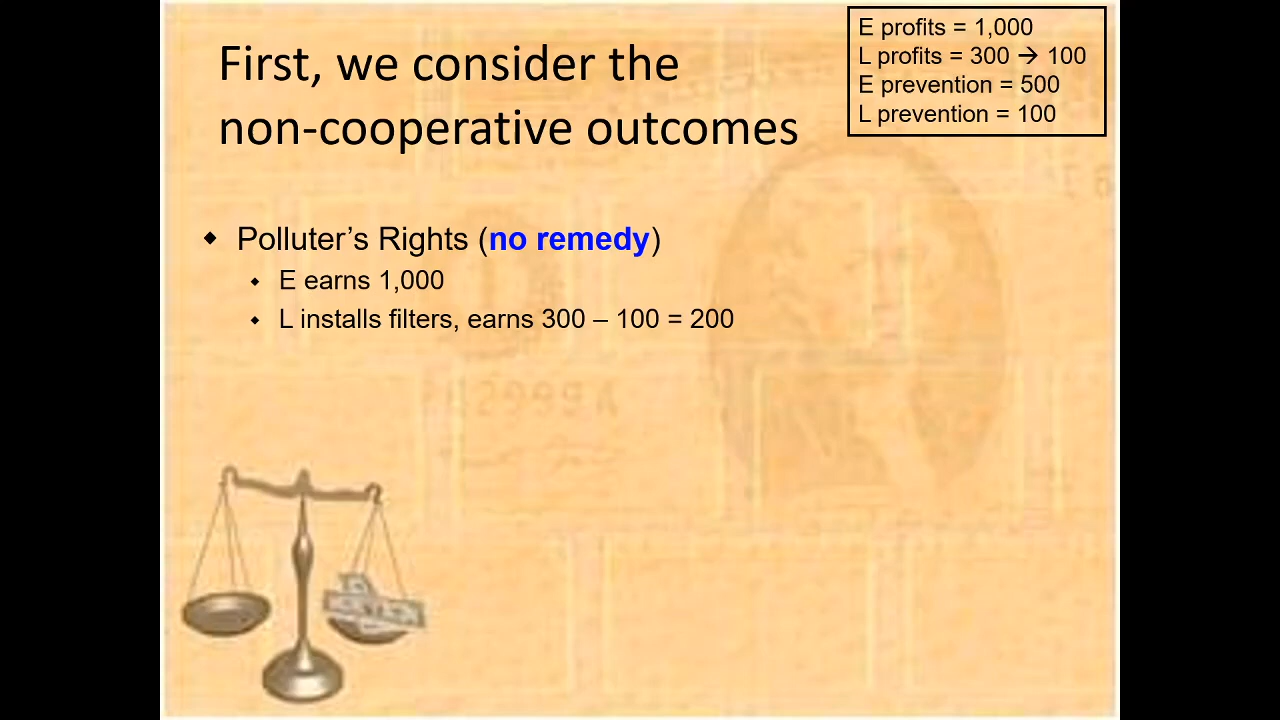 First, we consider the
non-cooperative outcomes
E profits = 1,000
L profits = 300 → 100
E prevention = 500
L prevention = 100
Polluter’s Rights (no remedy)
E earns 1,000
L installs filters, earns 300 – 100 = 200